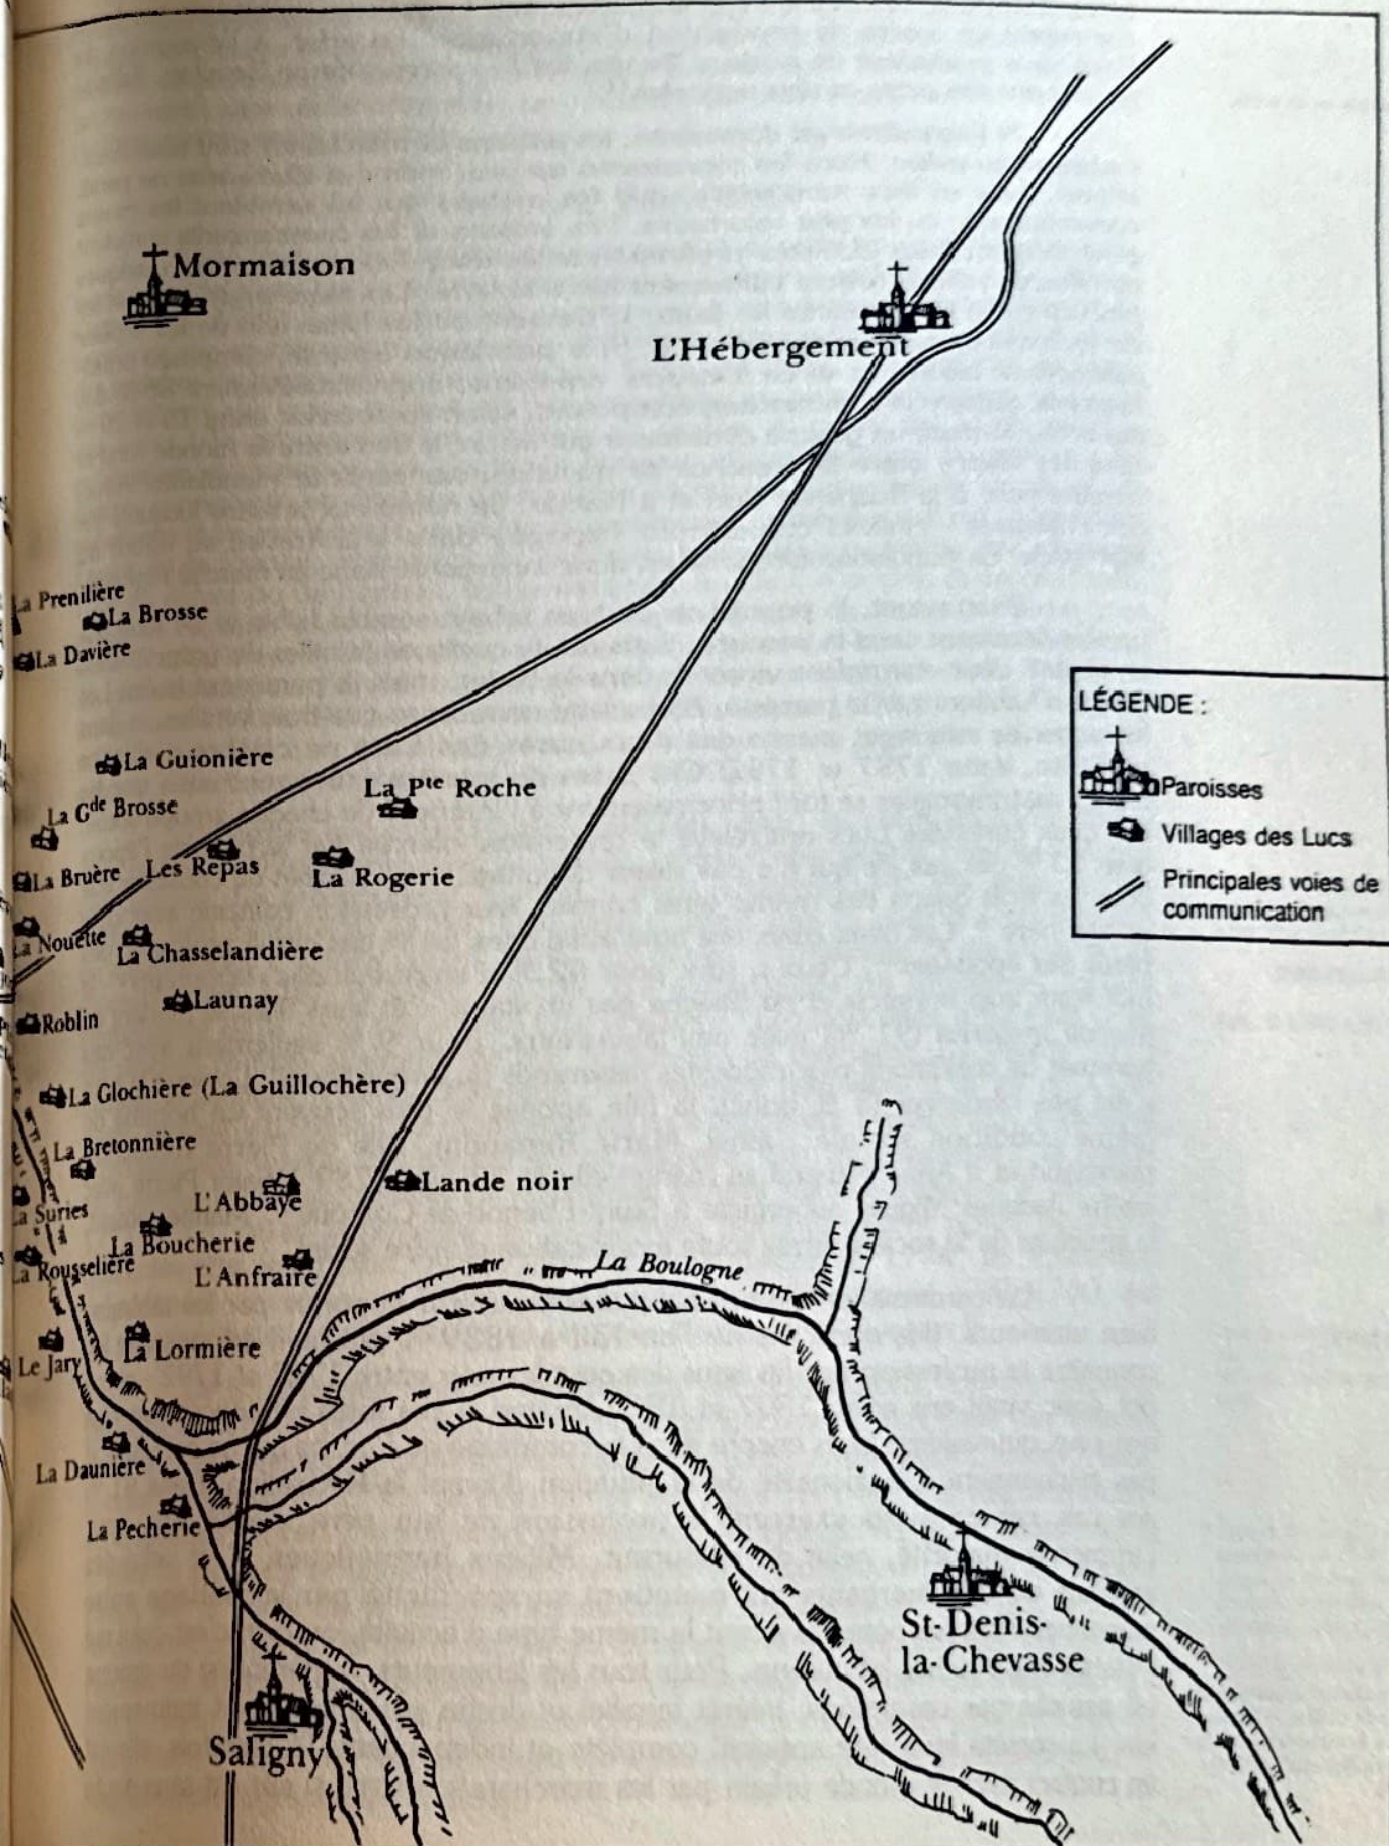 Mormaison
L'Hébergement
La Prenilière
La Brosse
La Davière
LÉGENDE :
Paroisses
Villages des Lucs
Principales voies de
communication
La Guionière
La Pte Roche
La Gde Brosse
La Bruère
Les Repas
La Rogerie
La Nouette
La Chasselandière
Launay
Roblin
La Glochière (La Guillochère)
La Bretonnière
L'Abbaye
Lande noir
La Suries
La Boucherie
La Rousselière
L'Anfraire
La Boulogne
La Lormière
Le Jary
La Daunière
La Pecherie
St-Denis-
la-Chevasse
Saligny